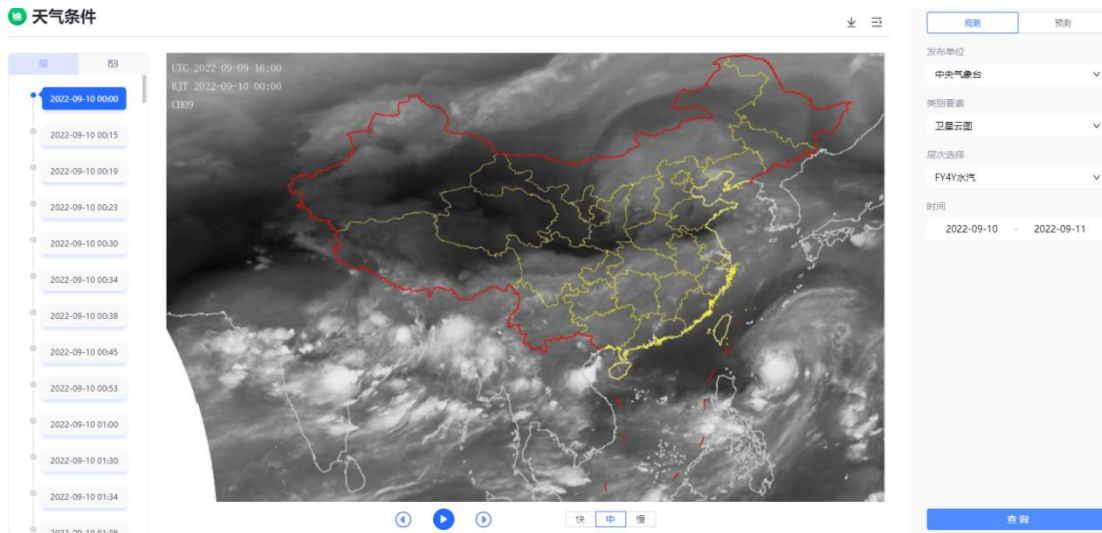 天气条件
2022-09-10 00:00
2022-09-10 00:15
2022-09-10 00:19
2022-09-10 00:23
2022-09-10 00:30
2022-09-10 00:34
2022-09-10 00:38
2022-09-10 00:45
2022-09-10 00:53
2022-09-10 01:00
2022-09-10 01:30
2022-09-10 01:34
2022-09-10 01:38
UTC 2022-09-09 16:00
BJT 2022-09-10 00:00
CH09
快 中 慢
观测 预测
发布单位
中央气象台
类别要素
卫星云图
层次选择
FY4Y水汽
时间
2022-09-10 - 2022-09-11
查询